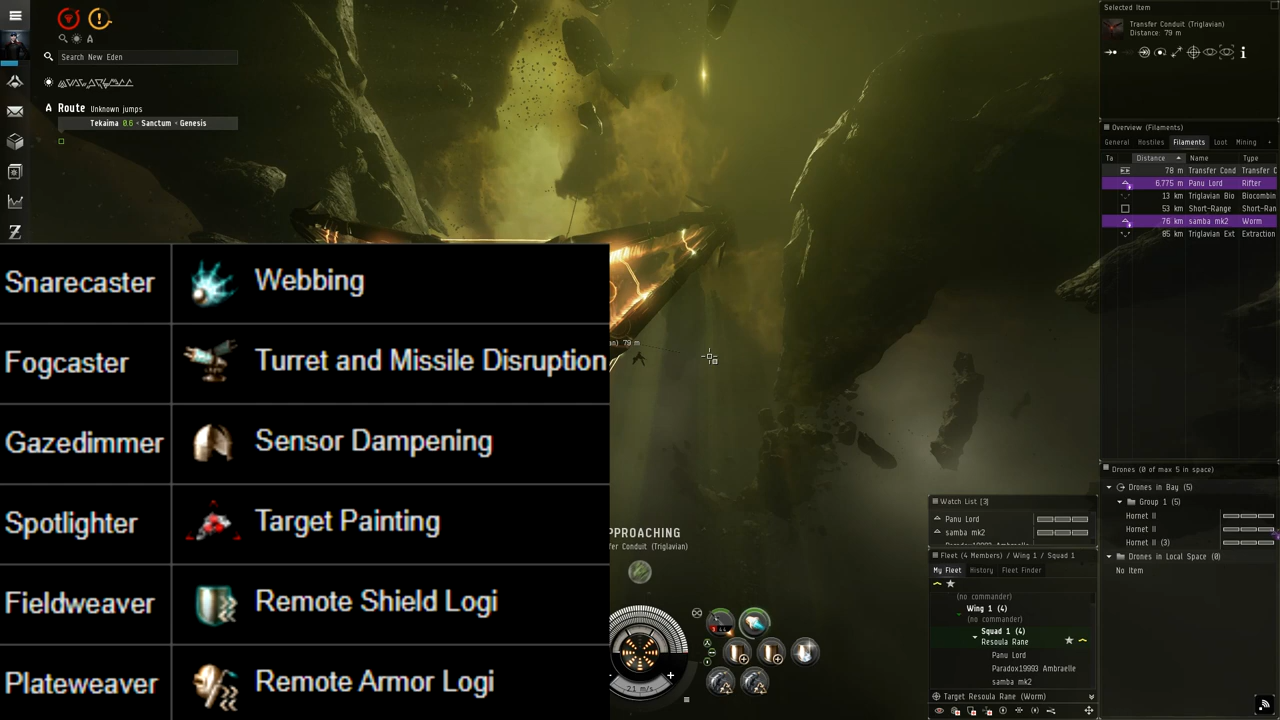 Search New Eden
A Route Unknown jumps
Tekaima 0.6 < Sanctum < Genesis
Snarecaster Webbing
Fogcaster Turret and Missile Disruption
Gazedimmer Sensor Dampening
Spotlighter Target Painting
Fieldweaver Remote Shield Logi
Plateweaver Remote Armor Logi
an) 79 m
PPROACHING
fer Conduit (Triglavian)
21 m/s
Selected Item
Transfer Conduit (Triglavian)
Distance: 79 m
Overview (Filaments)
General Hostiles Filaments Loot Mining +
Ta Distance Name Type
78 m Transfer Cond Transfer C
6.775 m Panu Lord Rifter
13 km Triglavian Bio Biocombin
53 km Short-Range Short-Ran
76 km samba mk2 Worm
85 km Triglavian Ext Extraction
Drones (0 of max 5 in space)
Drones in Bay (5)
Group 1 (5)
Hornet II
Hornet II
Hornet II (3)
Drones in Local Space (0)
No Item
Watch List [3]
Panu Lord
samba mk2
Fleet (4 Members) / Wing 1 / Squad 1
My Fleet History Fleet Finder
(no commander)
Wing 1 (4)
(no commander)
Squad 1 (4)
Resoula Rane
Panu Lord
Paradox19993 Ambraelle
samba mk2
Target Resoula Rane (Worm)